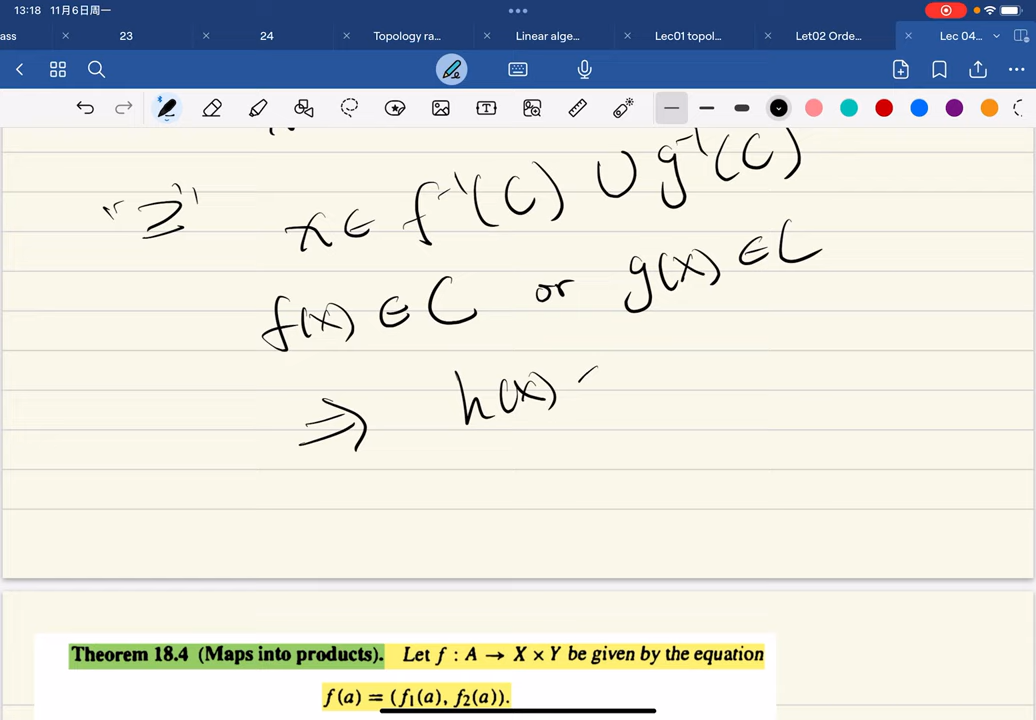 13:18 11月6日周一
ass 23 24 Topology ra... Linear alge... Lec01 topol... Let02 Orde... Lec 04...
"⊇" x ∈ f⁻¹(C) ∪ g⁻¹(C)
f(x) ∈ C or g(x) ∈ C
⇒ h(x)
Theorem 18.4 (Maps into products). Let f : A → X × Y be given by the equation
f(a) = (f₁(a), f₂(a)).